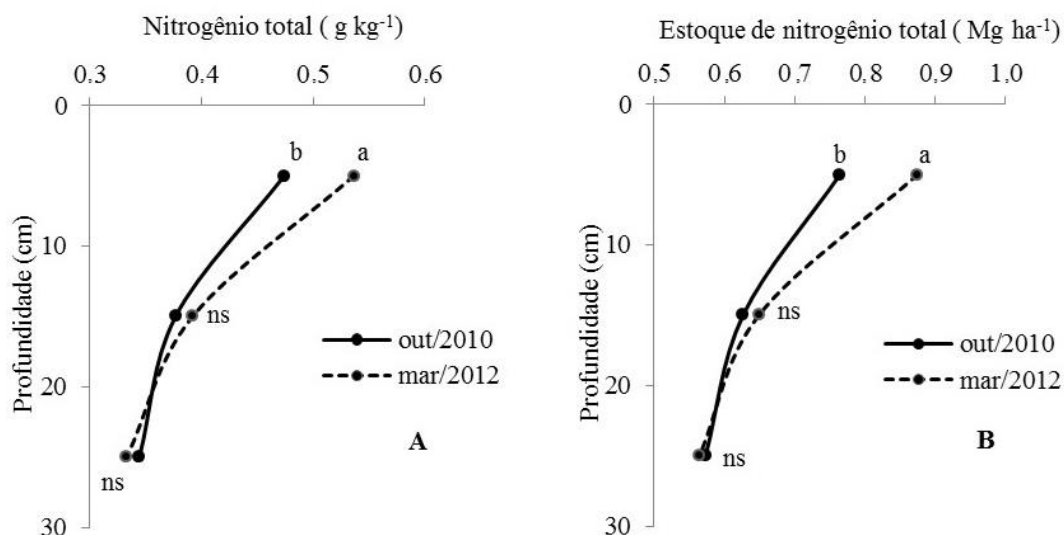 Nitrogênio total ( g kg⁻¹)
0,3 0,4 0,5 0,6
0
10
20
30
Profundidade (cm)
b a
ns
ns
out/2010
mar/2012
A
Estoque de nitrogênio total ( Mg ha⁻¹)
0,5 0,6 0,7 0,8 0,9 1,0
0
10
20
30
Profundidade (cm)
b a
ns
ns
out/2010
mar/2012
B